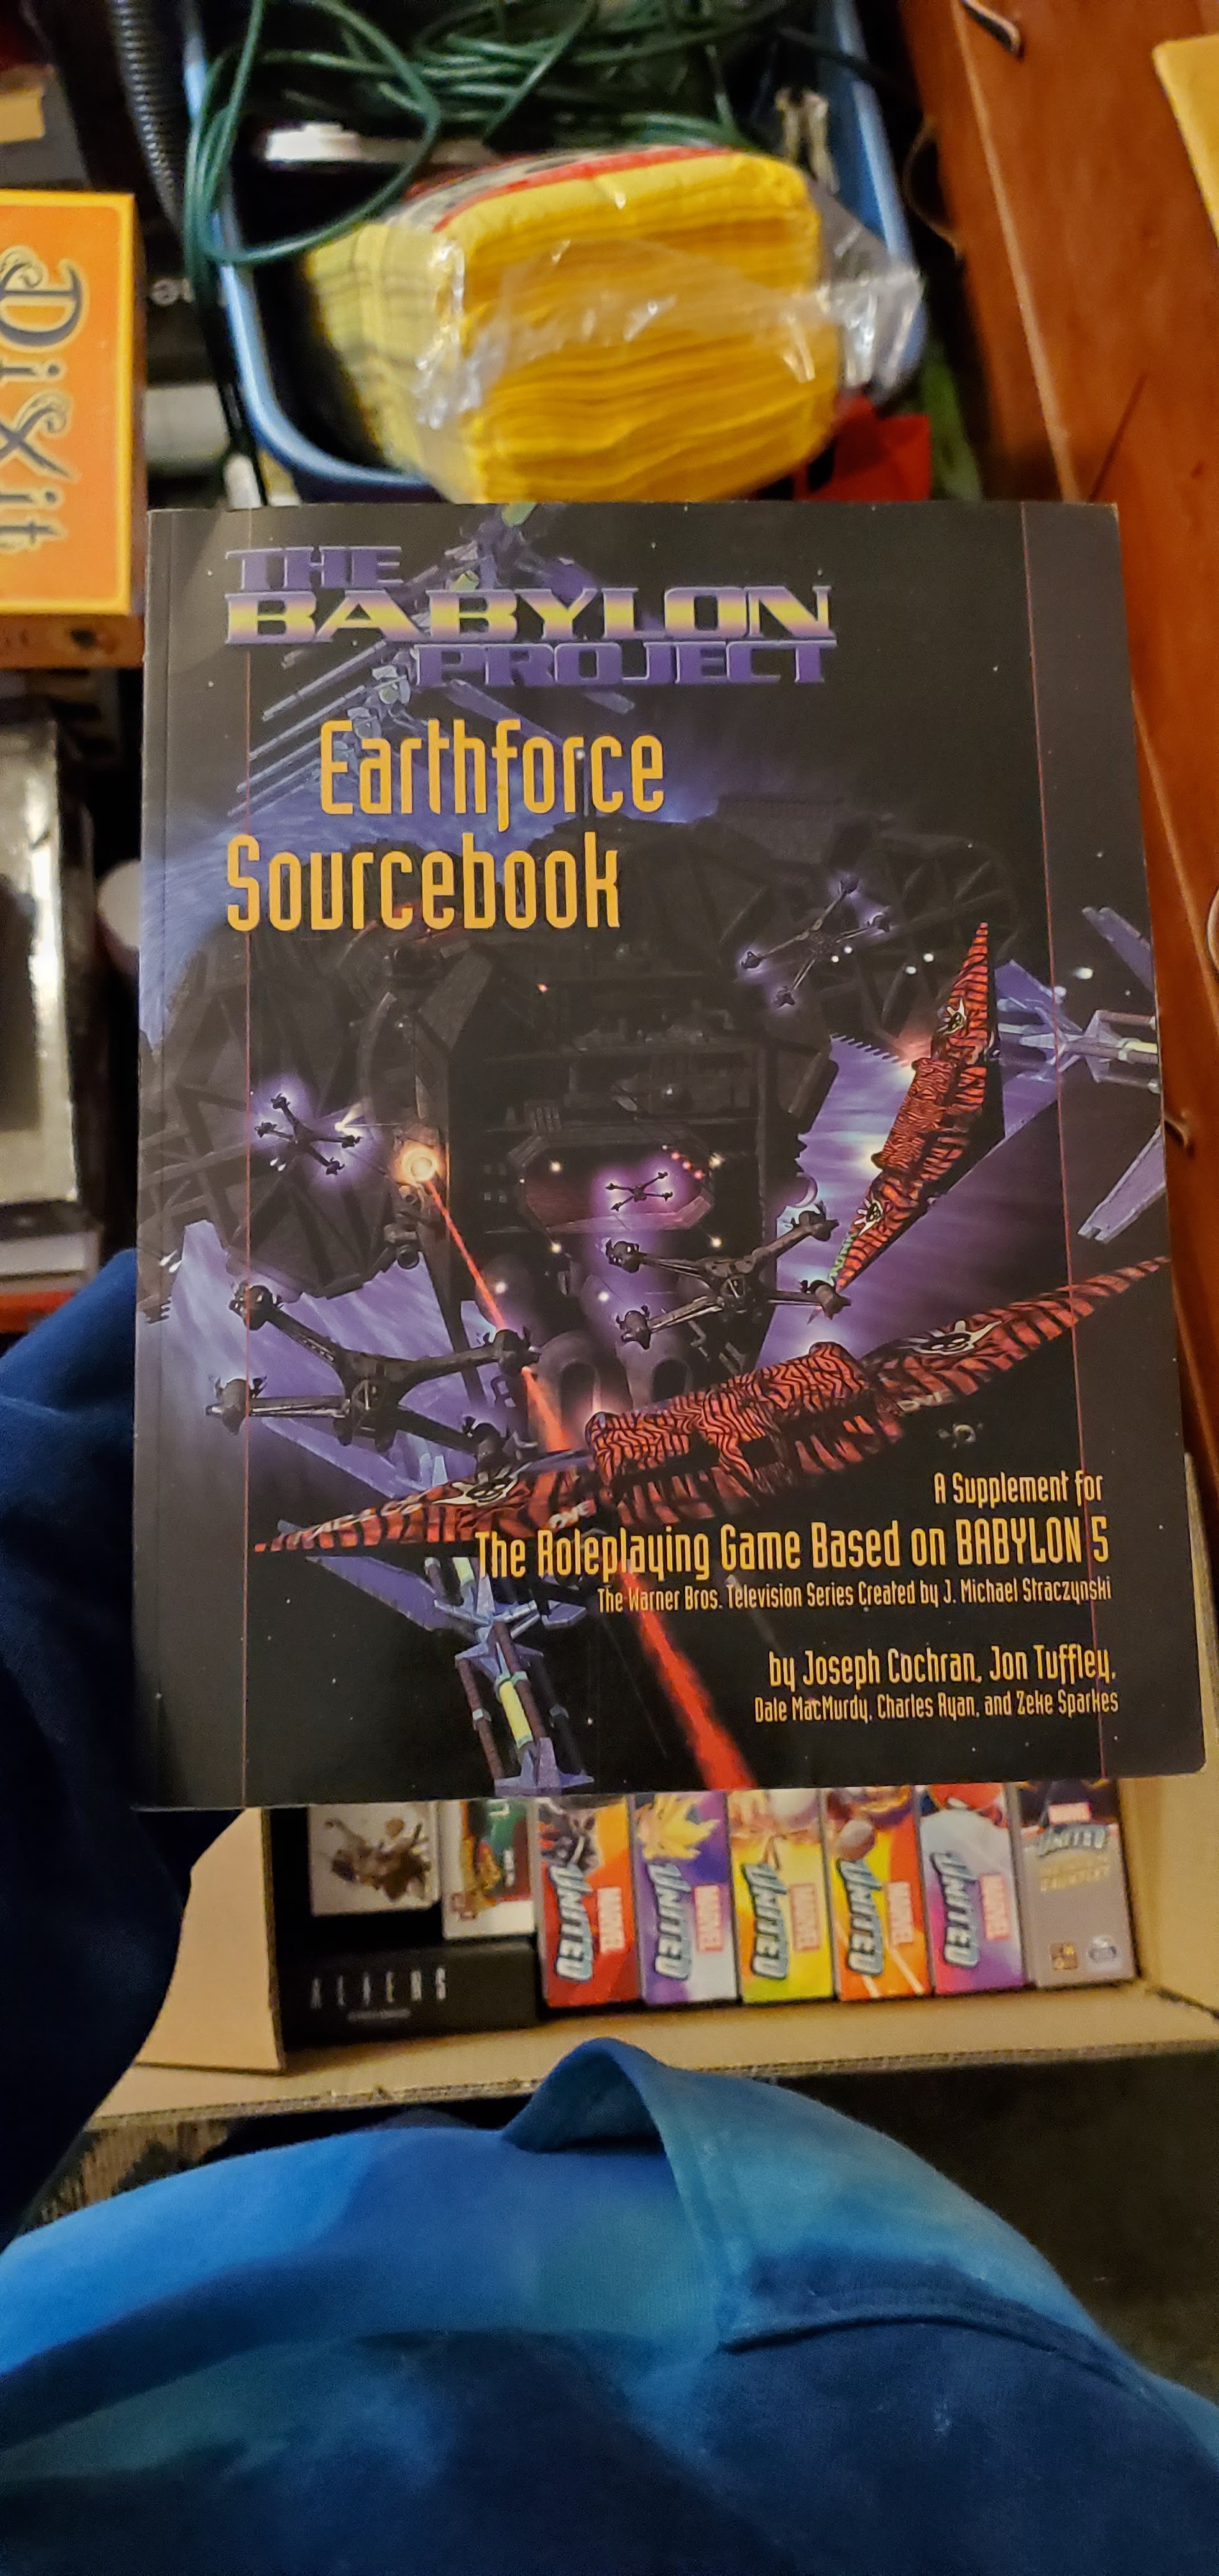 DiXit
THE
BABYLON
PROJECT
Earthforce
Sourcebook
A Supplement for
The Roleplaying Game Based on BABYLON 5
The Warner Bros. Television Series Created by J. Michael Straczynski
by Joseph Cochran, Jon Tuffley,
Dale MacMurdy, Charles Ryan, and Zeke Sparkes
ALIENS
UNITED
MARVEL
UNITED
MARVEL
UNITED
MARVEL
UNITED
MARVEL
UNITED
MARVEL
MARVEL
UNITED
GAUNTLET